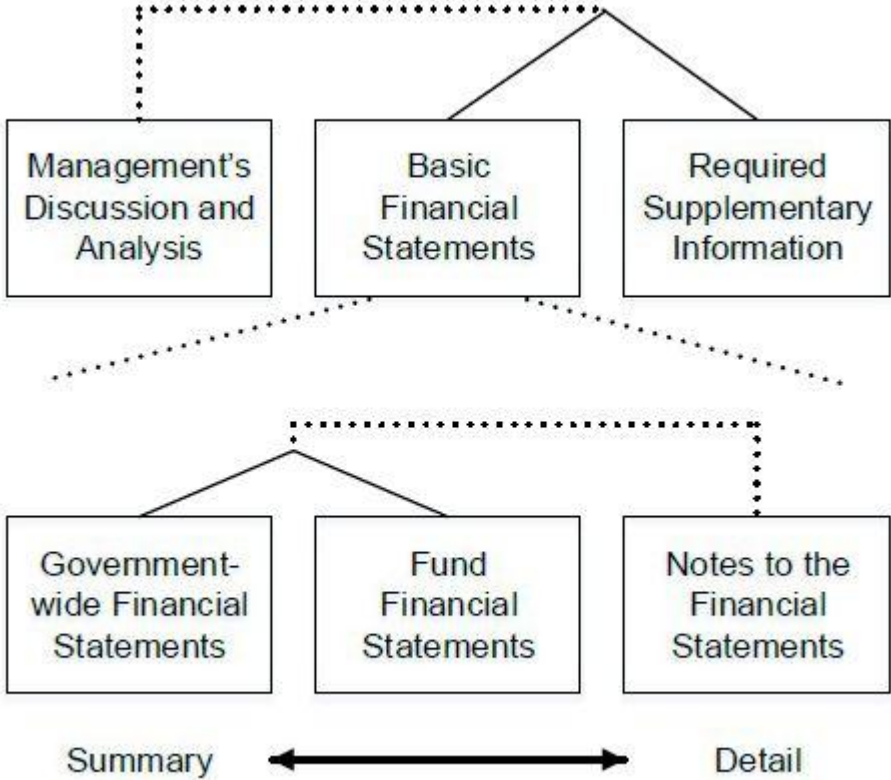 Management's
Discussion and
Analysis
Basic
Financial
Statements
Required
Supplementary
Information
Government-
wide Financial
Statements
Fund
Financial
Statements
Notes to the
Financial
Statements
Summary
Detail